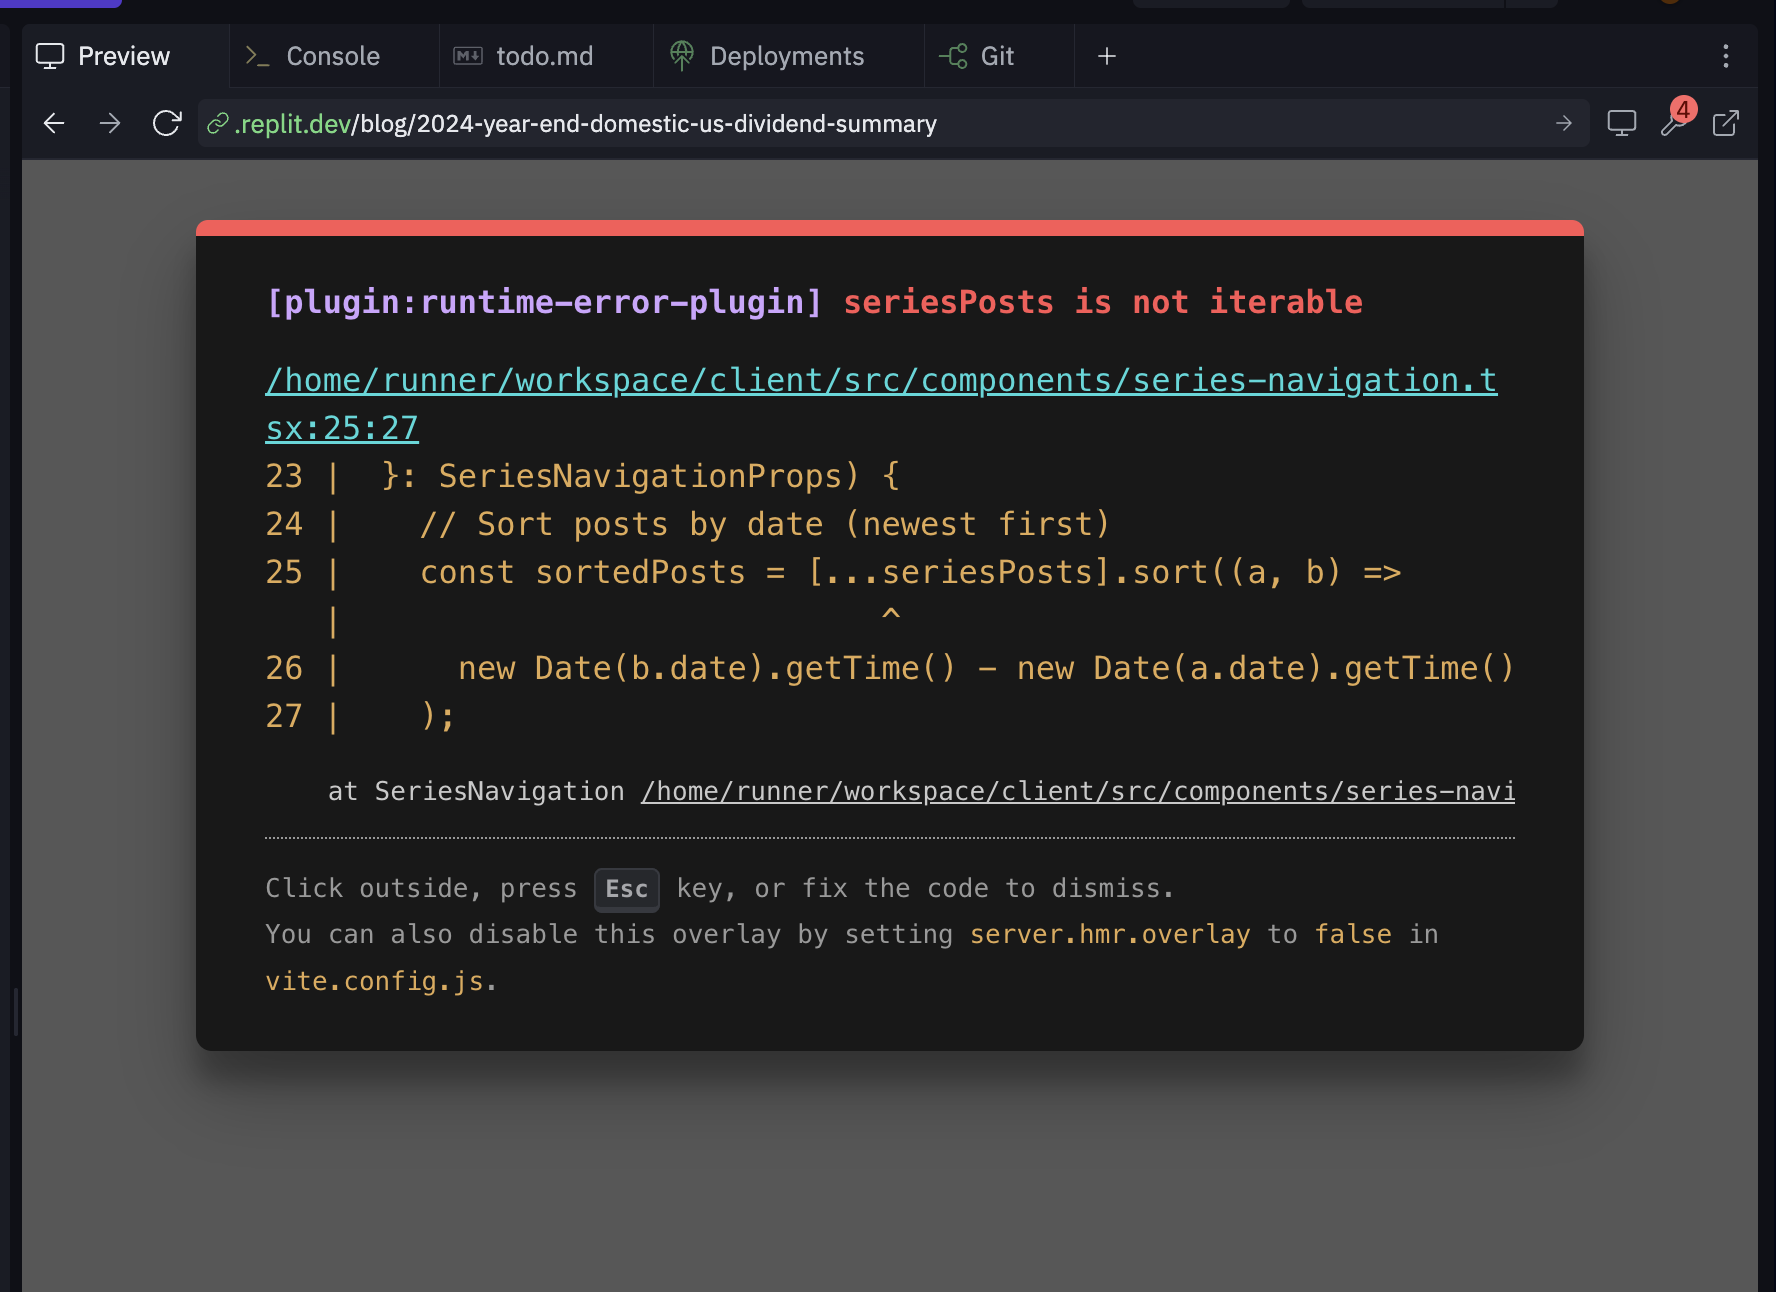 Preview
Console
todo.md
Deployments
Git
.replit.dev/blog/2024-year-end-domestic-us-dividend-summary
4
[plugin:runtime-error-plugin] seriesPosts is not iterable
/home/runner/workspace/client/src/components/series-navigation.t
sx:25:27
23 |  }: SeriesNavigationProps) {
24 |    // Sort posts by date (newest first)
25 |    const sortedPosts = [...seriesPosts].sort((a, b) =>
   |                            ^
26 |      new Date(b.date).getTime() - new Date(a.date).getTime()
27 |    );
at SeriesNavigation /home/runner/workspace/client/src/components/series-navi
Click outside, press Esc key, or fix the code to dismiss.
You can also disable this overlay by setting server.hmr.overlay to false in
vite.config.js.